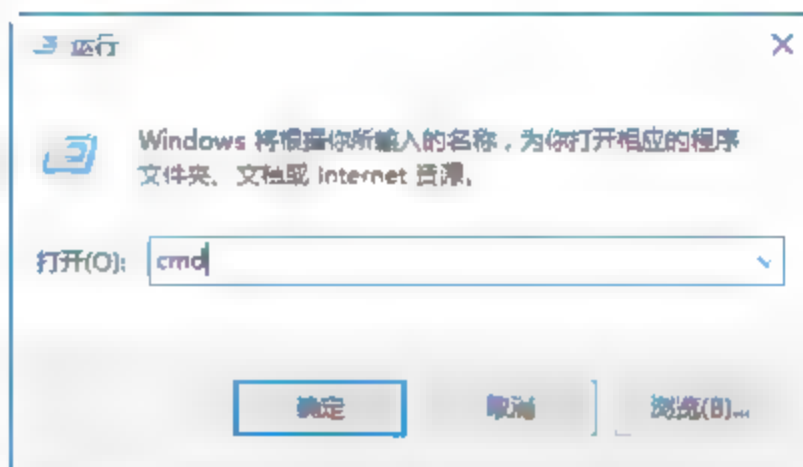 运行
Windows 将根据你所输入的名称，为你打开相应的程序
文件夹、文档或 Internet 资源。
打开(O): cmd
确定 取消 浏览(B)...